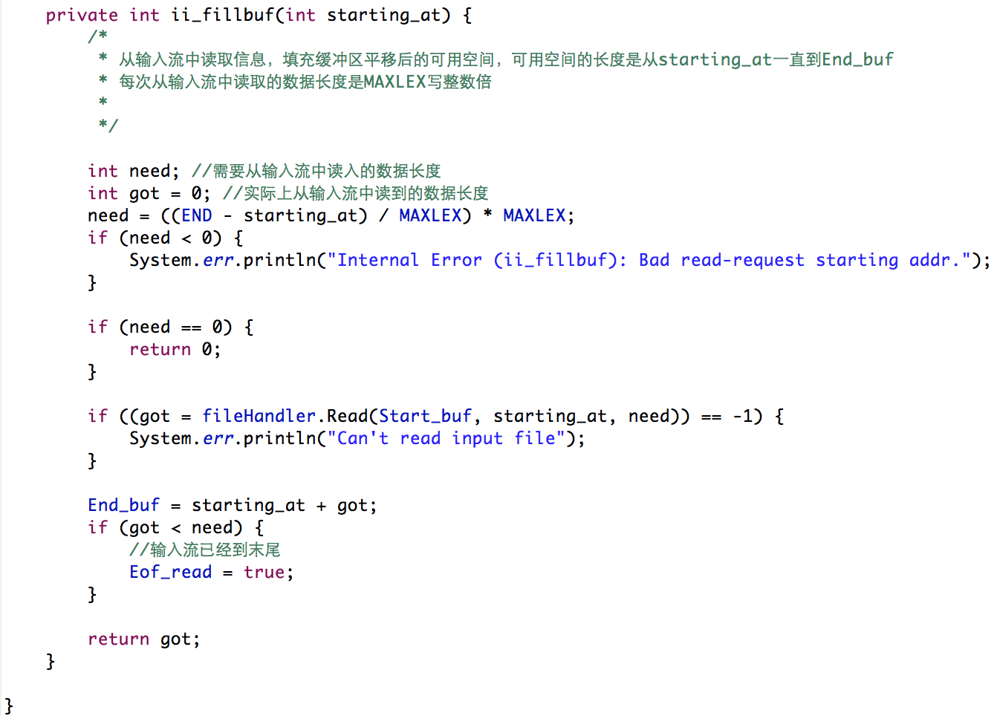 private int ii_fillbuf(int starting_at) {
/*
* 从输入流中读取信息，填充缓冲区平移后的可用空间，可用空间的长度是从starting_at一直到End_buf
* 每次从输入流中读取的数据长度是MAXLEX写整数倍
*
*/
int need; //需要从输入流中读入的数据长度
int got = 0; //实际上从输入流中读到的数据长度
need = ((END - starting_at) / MAXLEX) * MAXLEX;
if (need < 0) {
System.err.println("Internal Error (ii_fillbuf): Bad read-request starting addr.");
}
if (need == 0) {
return 0;
}
if ((got = fileHandler.Read(Start_buf, starting_at, need)) == -1) {
System.err.println("Can't read input file");
}
End_buf = starting_at + got;
if (got < need) {
//输入流已经到末尾
Eof_read = true;
}
return got;
}
}